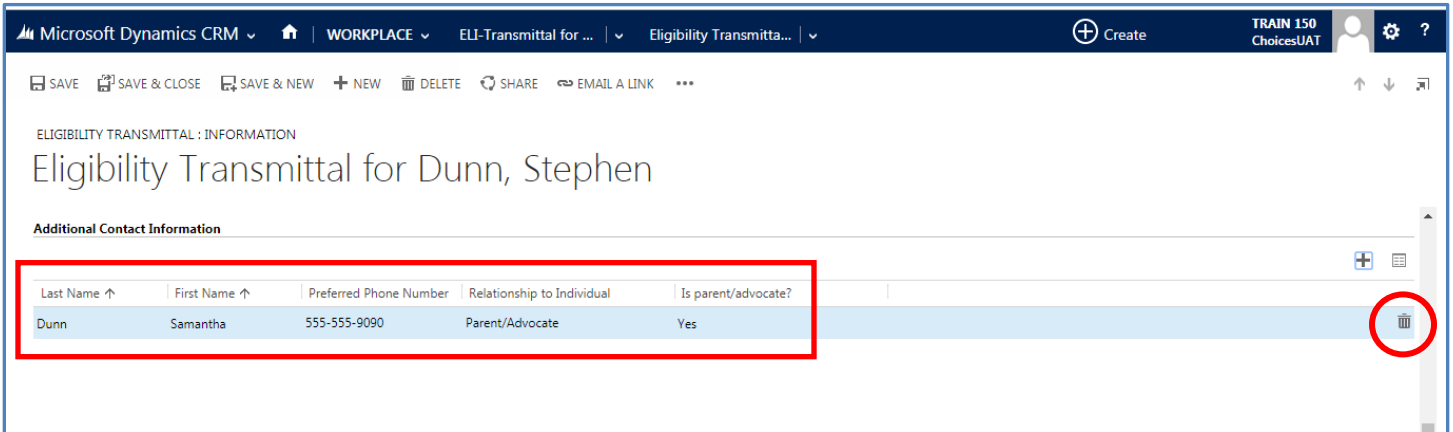 Microsoft Dynamics CRM WORKPLACE ELI-Transmittal for ... Eligibility Transmitta... Create TRAIN 150 ?
ChoicesUAT
SAVE SAVE & CLOSE SAVE & NEW NEW DELETE SHARE EMAIL A LINK •••
ELIGIBILITY TRANSMITTAL : INFORMATION
Eligibility Transmittal for Dunn, Stephen
Additional Contact Information
Last Name First Name Preferred Phone Number Relationship to Individual Is parent/advocate?
Dunn Samantha 555-555-9090 Parent/Advocate Yes